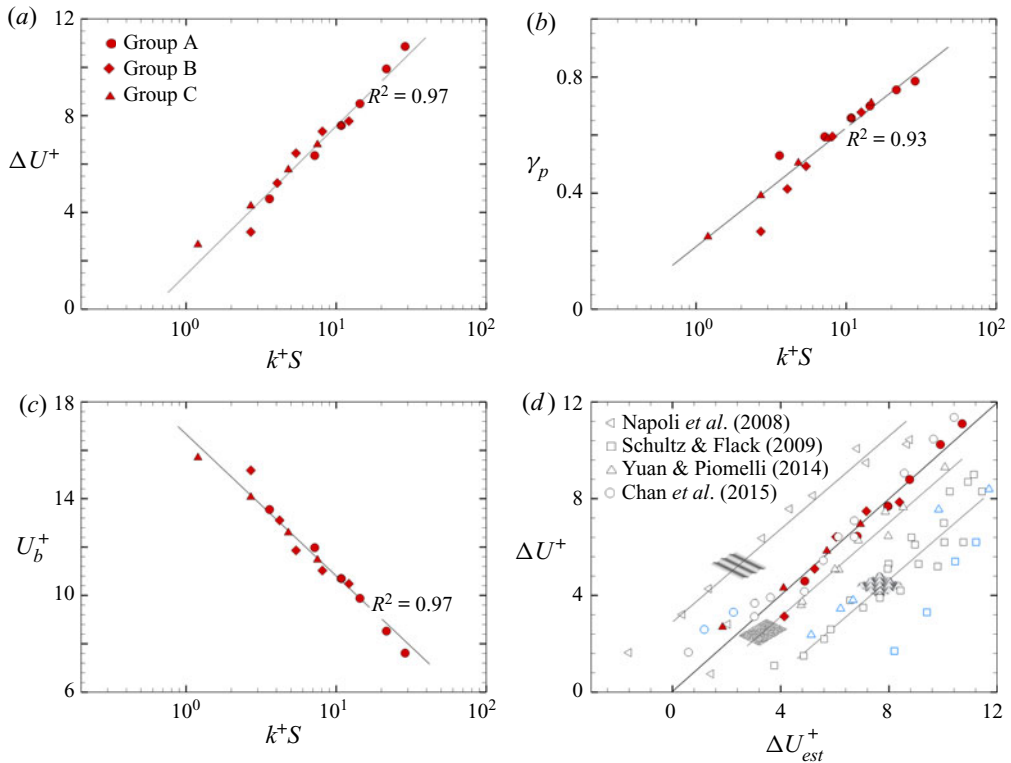 (a)
12
8
4
0
ΔU⁺
Group A
Group B
Group C
R² = 0.97
10⁰ 10¹ 10²
k⁺S
(b)
0.8
0.4
0
γₚ
R² = 0.93
10⁰ 10¹ 10²
k⁺S
(c)
18
14
10
6
U_b⁺
R² = 0.97
10⁰ 10¹ 10²
k⁺S
(d)
12
8
4
0
ΔU⁺
Napoli et al. (2008)
Schultz & Flack (2009)
Yuan & Piomelli (2014)
Chan et al. (2015)
0 4 8 12
ΔU_est⁺